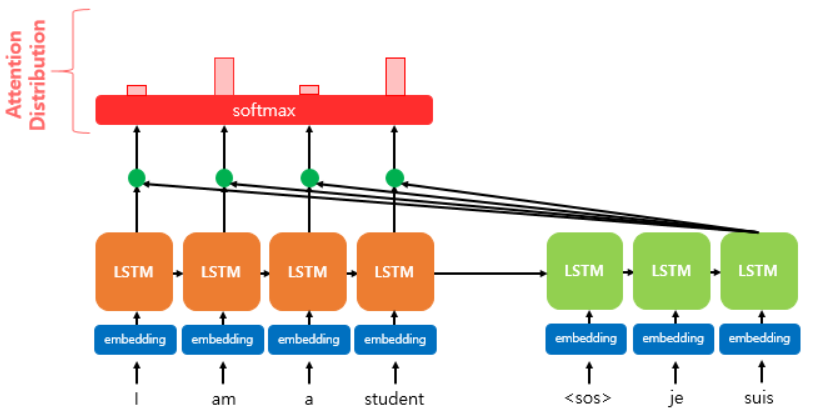 Attention
Distribution
softmax
LSTM LSTM LSTM LSTM LSTM LSTM LSTM
embedding embedding embedding embedding embedding embedding embedding
I am a student <sos> je suis